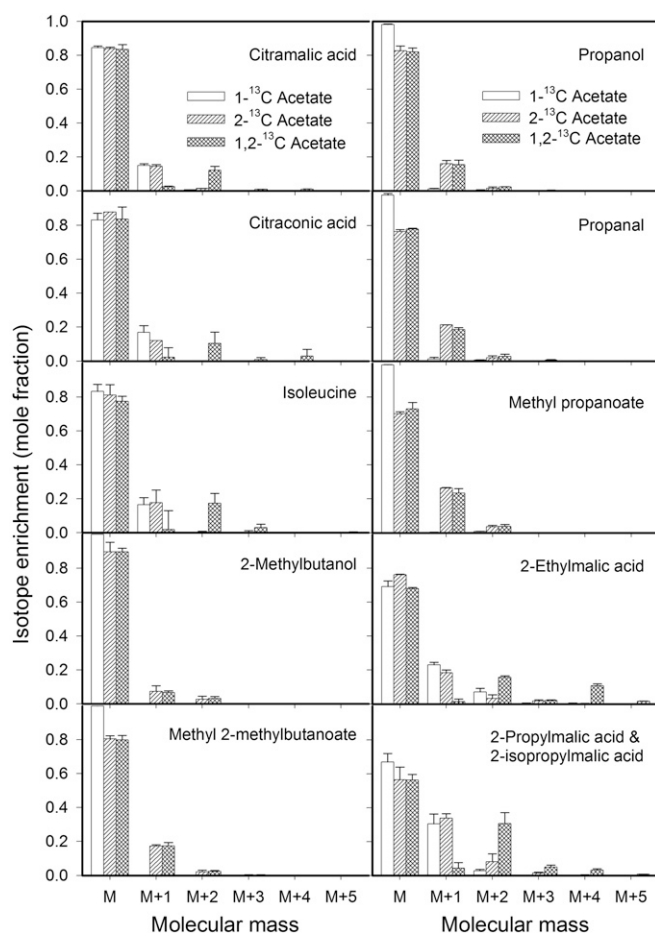 Isotope enrichment (mole fraction)
1.0
0.8
0.6
0.4
0.2
0.0
Citramalic acid
1-¹³C Acetate
2-¹³C Acetate
1,2-¹³C Acetate
Propanol
1-¹³C Acetate
2-¹³C Acetate
1,2-¹³C Acetate
0.8
0.6
0.4
0.2
0.0
Citraconic acid
Propanal
0.8
0.6
0.4
0.2
0.0
Isoleucine
Methyl propanoate
0.8
0.6
0.4
0.2
0.0
2-Methylbutanol
2-Ethylmalic acid
0.8
0.6
0.4
0.2
0.0
Methyl 2-methylbutanoate
2-Propylmalic acid &
2-isopropylmalic acid
M M+1 M+2 M+3 M+4 M+5
M M+1 M+2 M+3 M+4 M+5
Molecular mass
Molecular mass